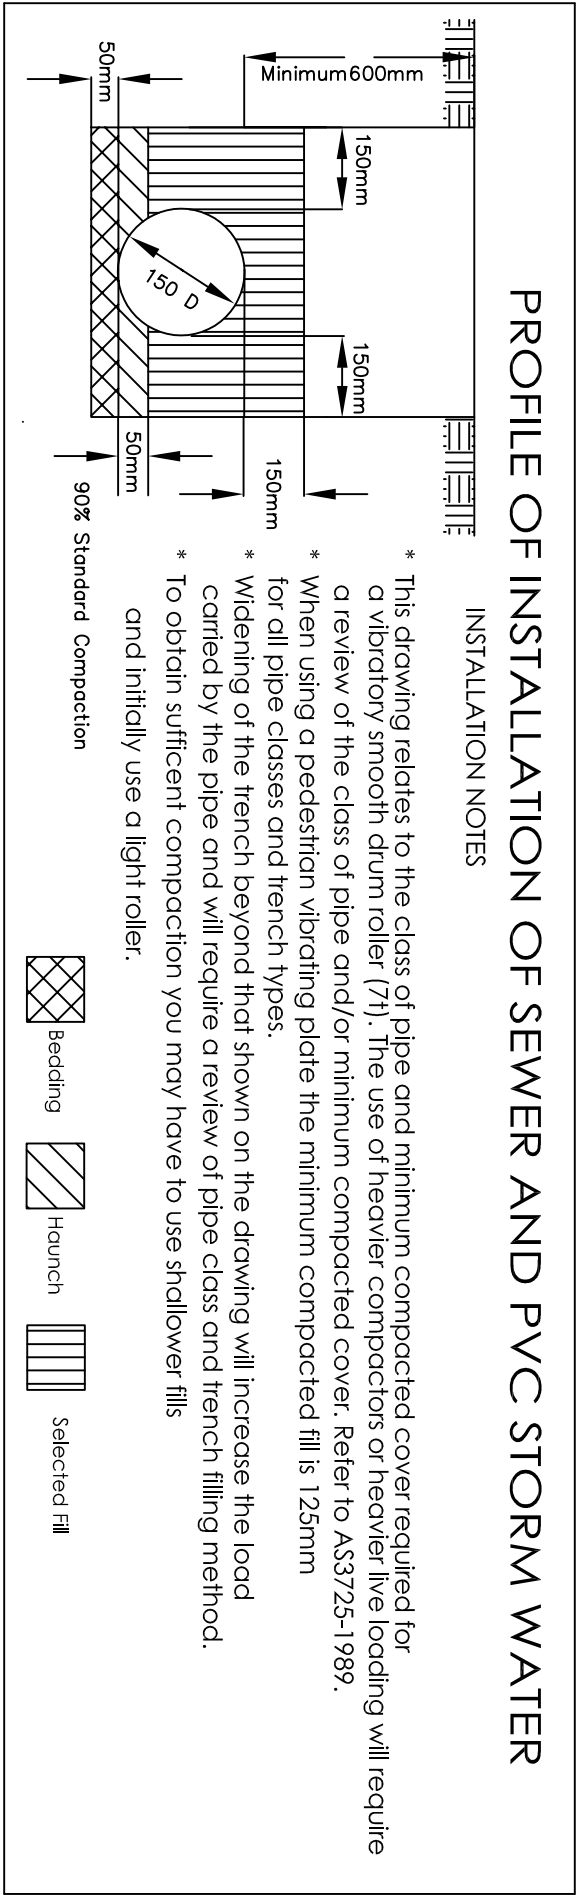 PROFILE OF INSTALLATION OF SEWER AND PVC STORM WATER
INSTALLATION NOTES
* This drawing relates to the class of pipe and minimum compacted cover required for
a vibratory smooth drum roller (7t). The use of heavier compactors or heavier live loading will require
a review of the class of pipe and/or minimum compacted cover. Refer to AS3725-1989.
* When using a pedestrian vibrating plate the minimum compacted fill is 125mm
for all pipe classes and trench types.
* Widening of the trench beyond that shown on the drawing will increase the load
carried by the pipe and will require a review of pipe class and trench filling method.
* To obtain sufficent compaction you may have to use shallower fills
and initially use a light roller.
Minimum600mm
150mm
150mm
150 D
150mm
50mm
50mm
90% Standard Compaction
Bedding
Haunch
Selected Fill